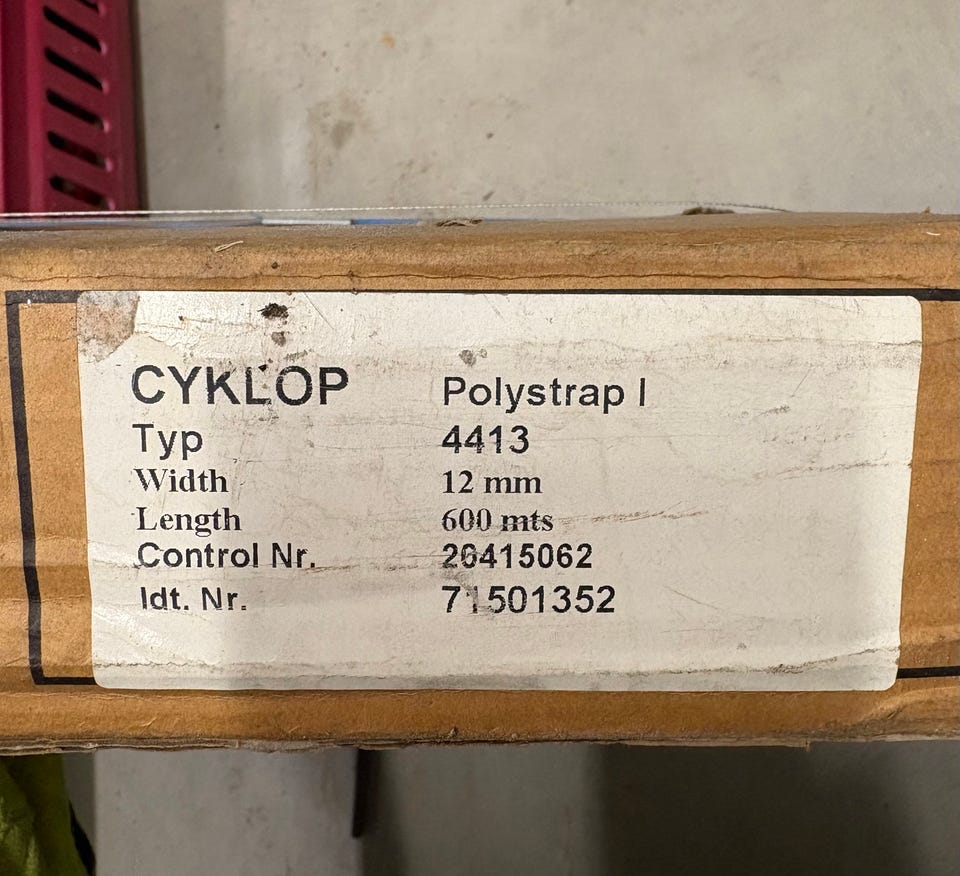 CYKLOP Polystrap I
Typ 4413
Width 12 mm
Length 600 mts
Control Nr. 26415062
Idt. Nr. 71501352